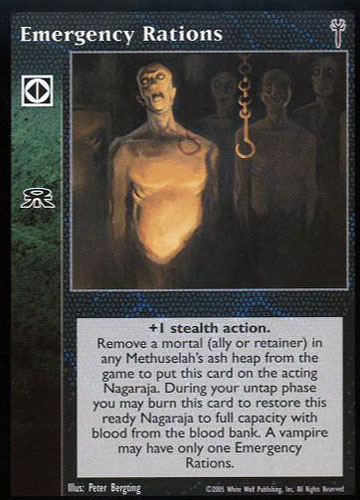 Emergency Rations
+1 stealth action.
Remove a mortal (ally or retainer) in
any Methuselah's ash heap from the
game to put this card on the acting
Nagaraja. During your untap phase
you may burn this card to restore this
ready Nagaraja to full capacity with
blood from the blood bank. A vampire
may have only one Emergency
Rations.
Illus: Peter Bergting ©2005 White Wolf Publishing, Inc. All Rights Reserved